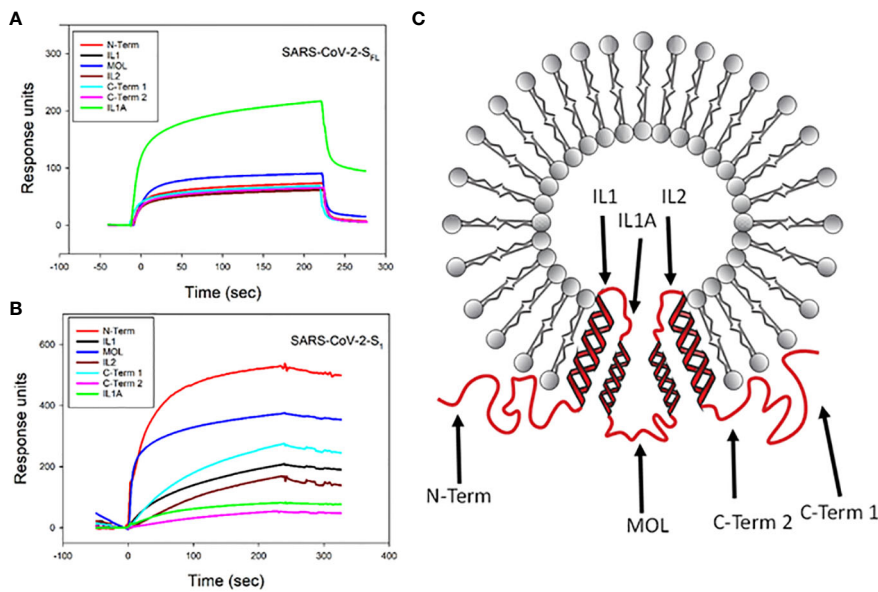 A
SARS-CoV-2-SFL
N-Term
IL1
MOL
IL2
C-Term 1
C-Term 2
IL1A
Response units
300
200
100
0
-100
-50
0
50
100
150
200
250
300
Time (sec)
B
SARS-CoV-2-S1
N-Term
IL1
MOL
IL2
C-Term 1
C-Term 2
IL1A
Response units
600
400
200
0
-100
0
100
200
300
400
Time (sec)
C
IL1
IL1A
IL2
N-Term
MOL
C-Term 2
C-Term 1